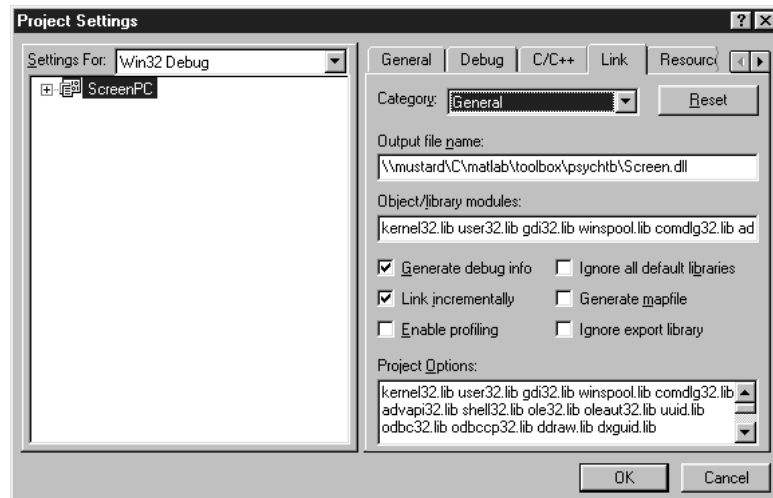 Project Settings
Settings For: Win32 Debug
ScreenPC
General Debug C/C++ Link Resourc
Category: General Reset
Output file name:
\\mustard\C\matlab\toolbox\psychtb\Screen.dll
Object/library modules:
kernel32.lib user32.lib gdi32.lib winspool.lib comdlg32.lib ad
Generate debug info Ignore all default libraries
Link incrementally Generate mapfile
Enable profiling Ignore export library
Project Options:
kernel32.lib user32.lib gdi32.lib winspool.lib comdlg32.lib
advapi32.lib shell32.lib ole32.lib oleaut32.lib uuid.lib
odbc32.lib odbccp32.lib ddraw.lib dxguid.lib
OK Cancel